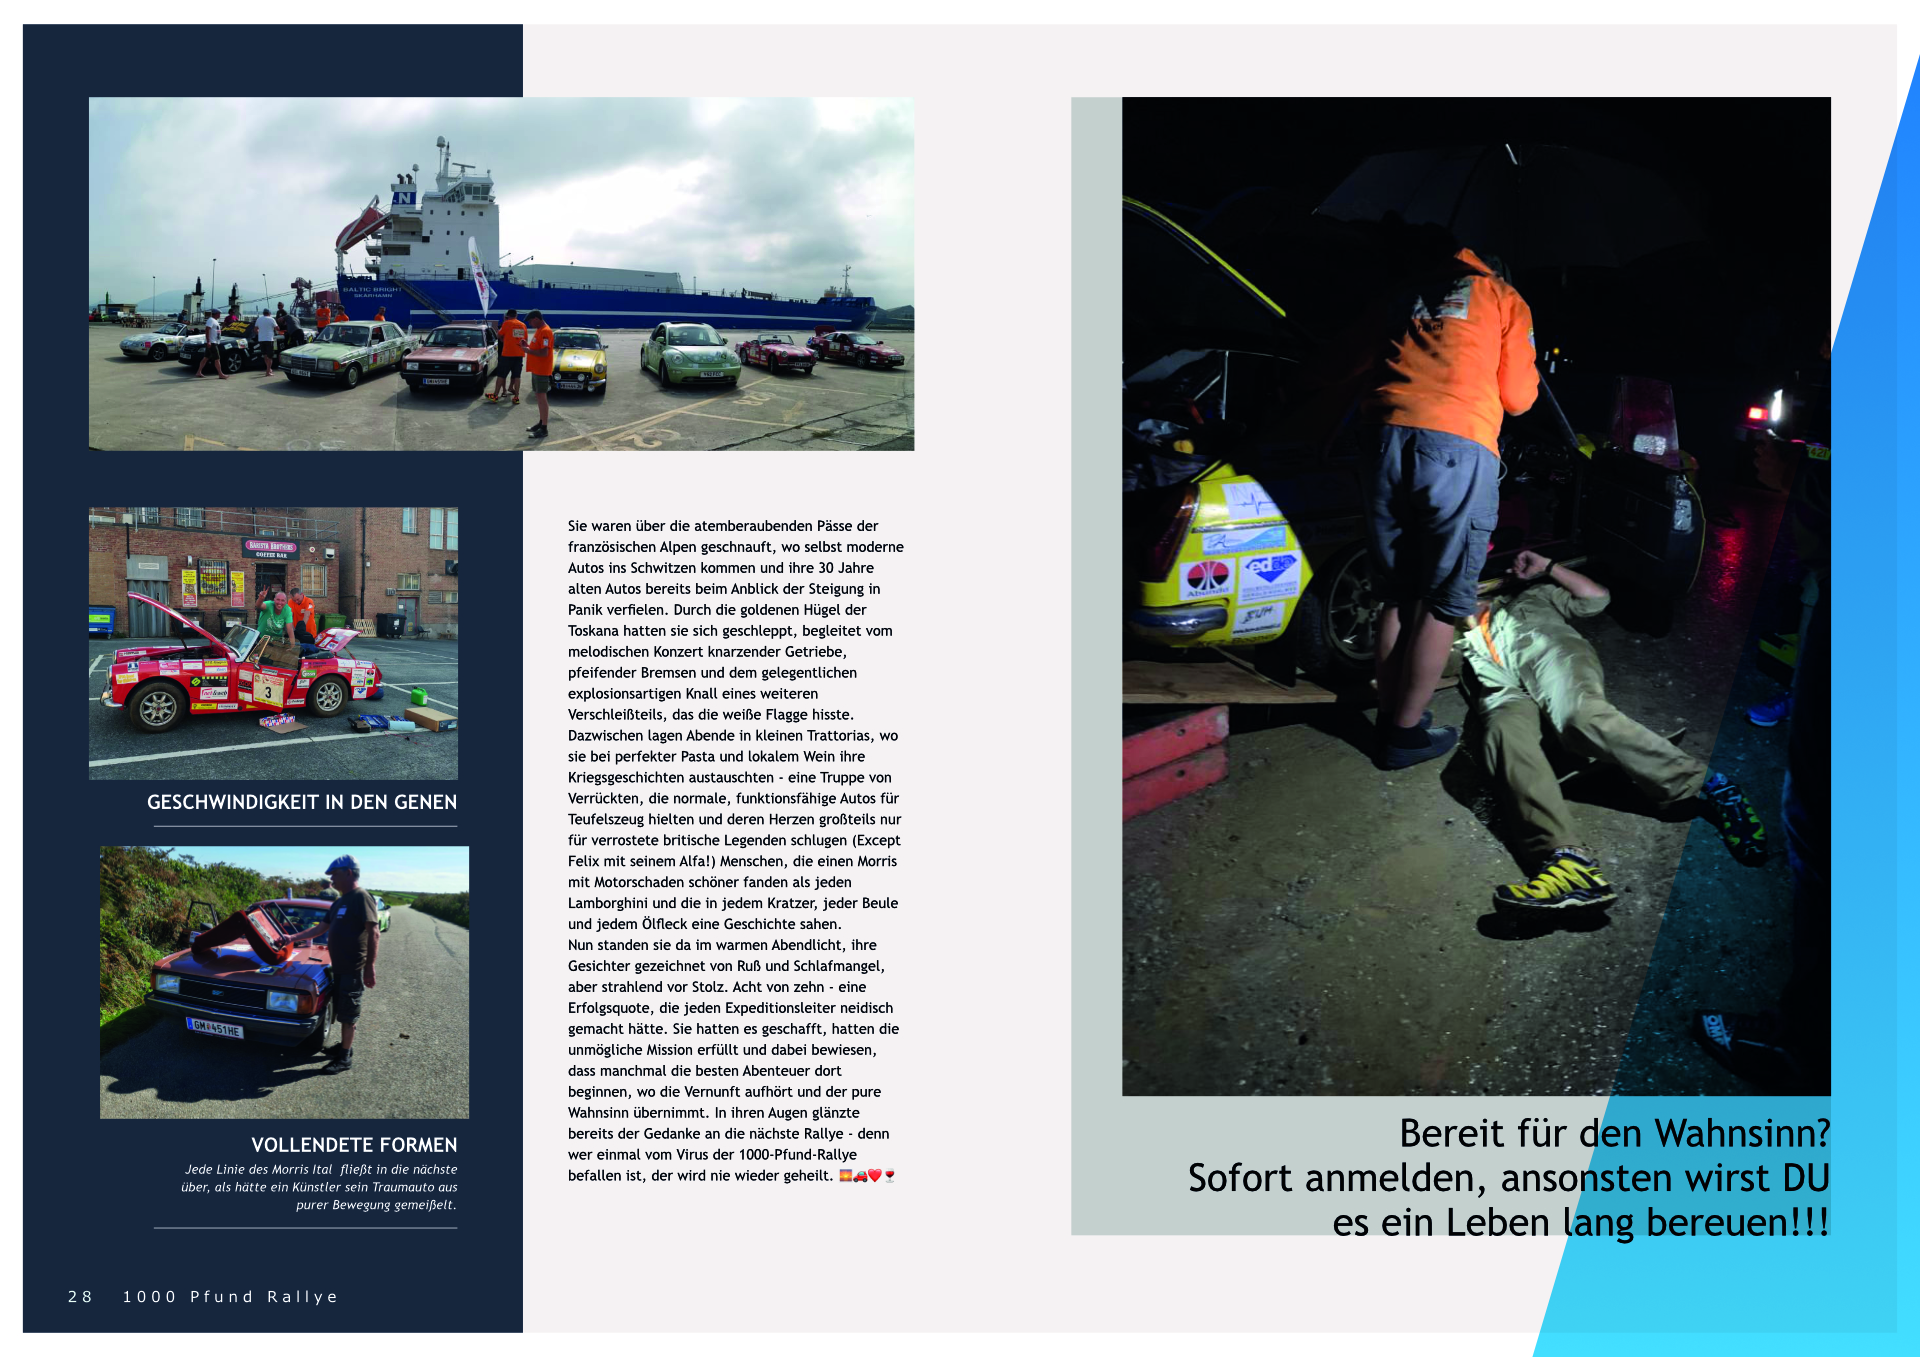 BALTIC BRIGHT
SKÄRHAMN
BARISTA BROTHERS
COFFEE BAR
3
GESCHWINDIGKEIT IN DEN GENEN
GM 451HE
VOLLENDETE FORMEN
Jede Linie des Morris Ital fließt in die nächste
über, als hätte ein Künstler sein Traumauto aus
purer Bewegung gemeißelt.
28 1000 Pfund Rallye
Sie waren über die atemberaubenden Pässe der
französischen Alpen geschnauft, wo selbst moderne
Autos ins Schwitzen kommen und ihre 30 Jahre
alten Autos bereits beim Anblick der Steigung in
Panik verfielen. Durch die goldenen Hügel der
Toskana hatten sie sich geschleppt, begleitet vom
melodischen Konzert knarzender Getriebe,
pfeifender Bremsen und dem gelegentlichen
explosionsartigen Knall eines weiteren
Verschleißteils, das die weiße Flagge hisste.
Dazwischen lagen Abende in kleinen Trattorias, wo
sie bei perfekter Pasta und lokalem Wein ihre
Kriegsgeschichten austauschten - eine Truppe von
Verrückten, die normale, funktionsfähige Autos für
Teufelszeug hielten und deren Herzen großteils nur
für verrostete britische Legenden schlugen (Except
Felix mit seinem Alfa!) Menschen, die einen Morris
mit Motorschaden schöner fanden als jeden
Lamborghini und die in jedem Kratzer, jeder Beule
und jedem Ölfleck eine Geschichte sahen.
Nun standen sie da im warmen Abendlicht, ihre
Gesichter gezeichnet von Ruß und Schlafmangel,
aber strahlend vor Stolz. Acht von zehn - eine
Erfolgsquote, die jeden Expeditionsleiter neidisch
gemacht hätte. Sie hatten es geschafft, hatten die
unmögliche Mission erfüllt und dabei bewiesen,
dass manchmal die besten Abenteuer dort
beginnen, wo die Vernunft aufhört und der pure
Wahnsinn übernimmt. In ihren Augen glänzte
bereits der Gedanke an die nächste Rallye - denn
wer einmal vom Virus der 1000-Pfund-Rallye
befallen ist, der wird nie wieder geheilt. 🌅🚗❤️🍷
Abundo
Bereit für den Wahnsinn?
Sofort anmelden, ansonsten wirst DU
es ein Leben lang bereuen!!!